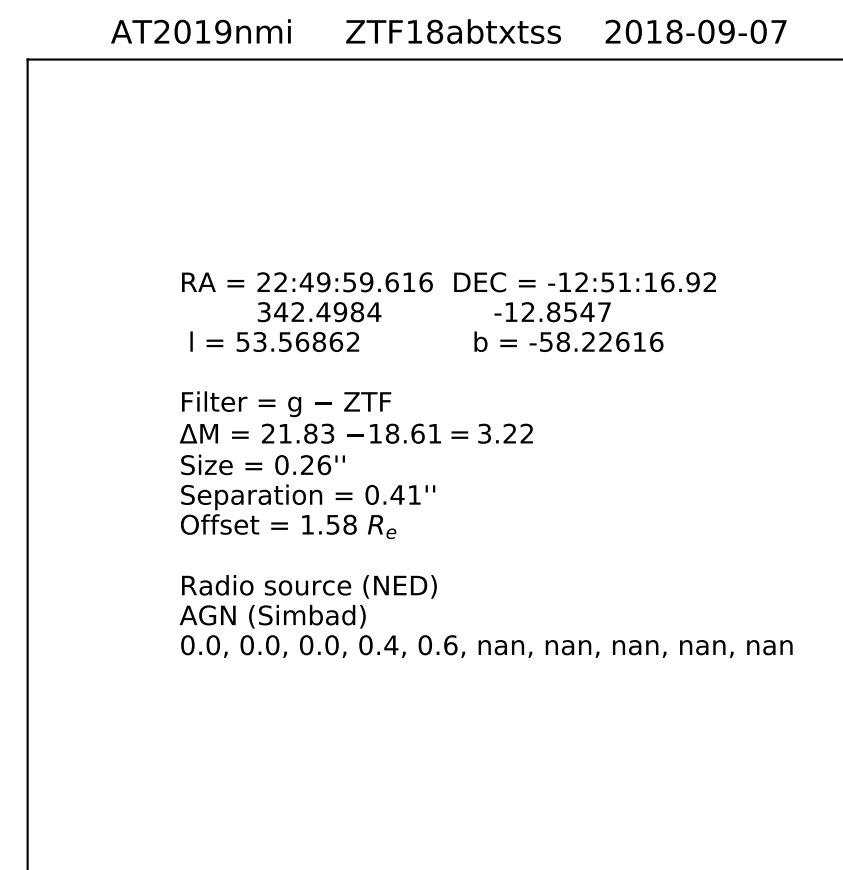 AT2019nmi ZTF18abtxtss 2018-09-07
RA = 22:49:59.616 DEC = -12:51:16.92
342.4984 -12.8547
l = 53.56862 b = -58.22616
Filter = g − ZTF
ΔM = 21.83 −18.61 = 3.22
Size = 0.26''
Separation = 0.41''
Offset = 1.58 Re
Radio source (NED)
AGN (Simbad)
0.0, 0.0, 0.0, 0.4, 0.6, nan, nan, nan, nan, nan